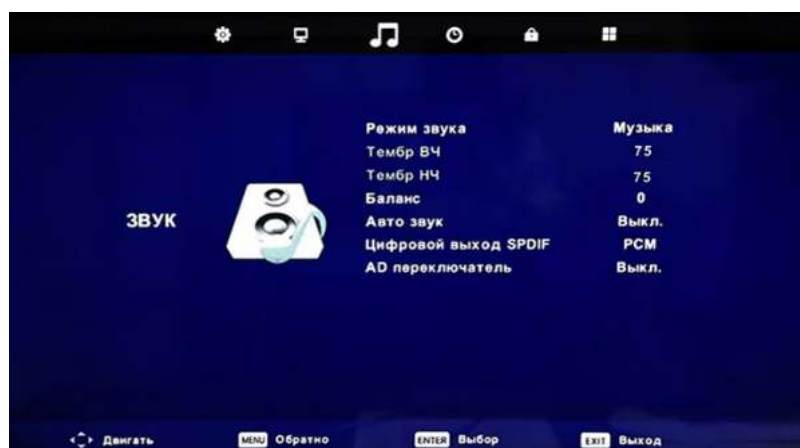 ЗВУК
Режим звука Музыка
Тембр ВЧ 75
Тембр НЧ 75
Баланс 0
Авто звук Выкл.
Цифровой выход SPDIF PCM
AD переключатель Выкл.
Двигать MENU Обратно ENTER Выбор EXIT Выход